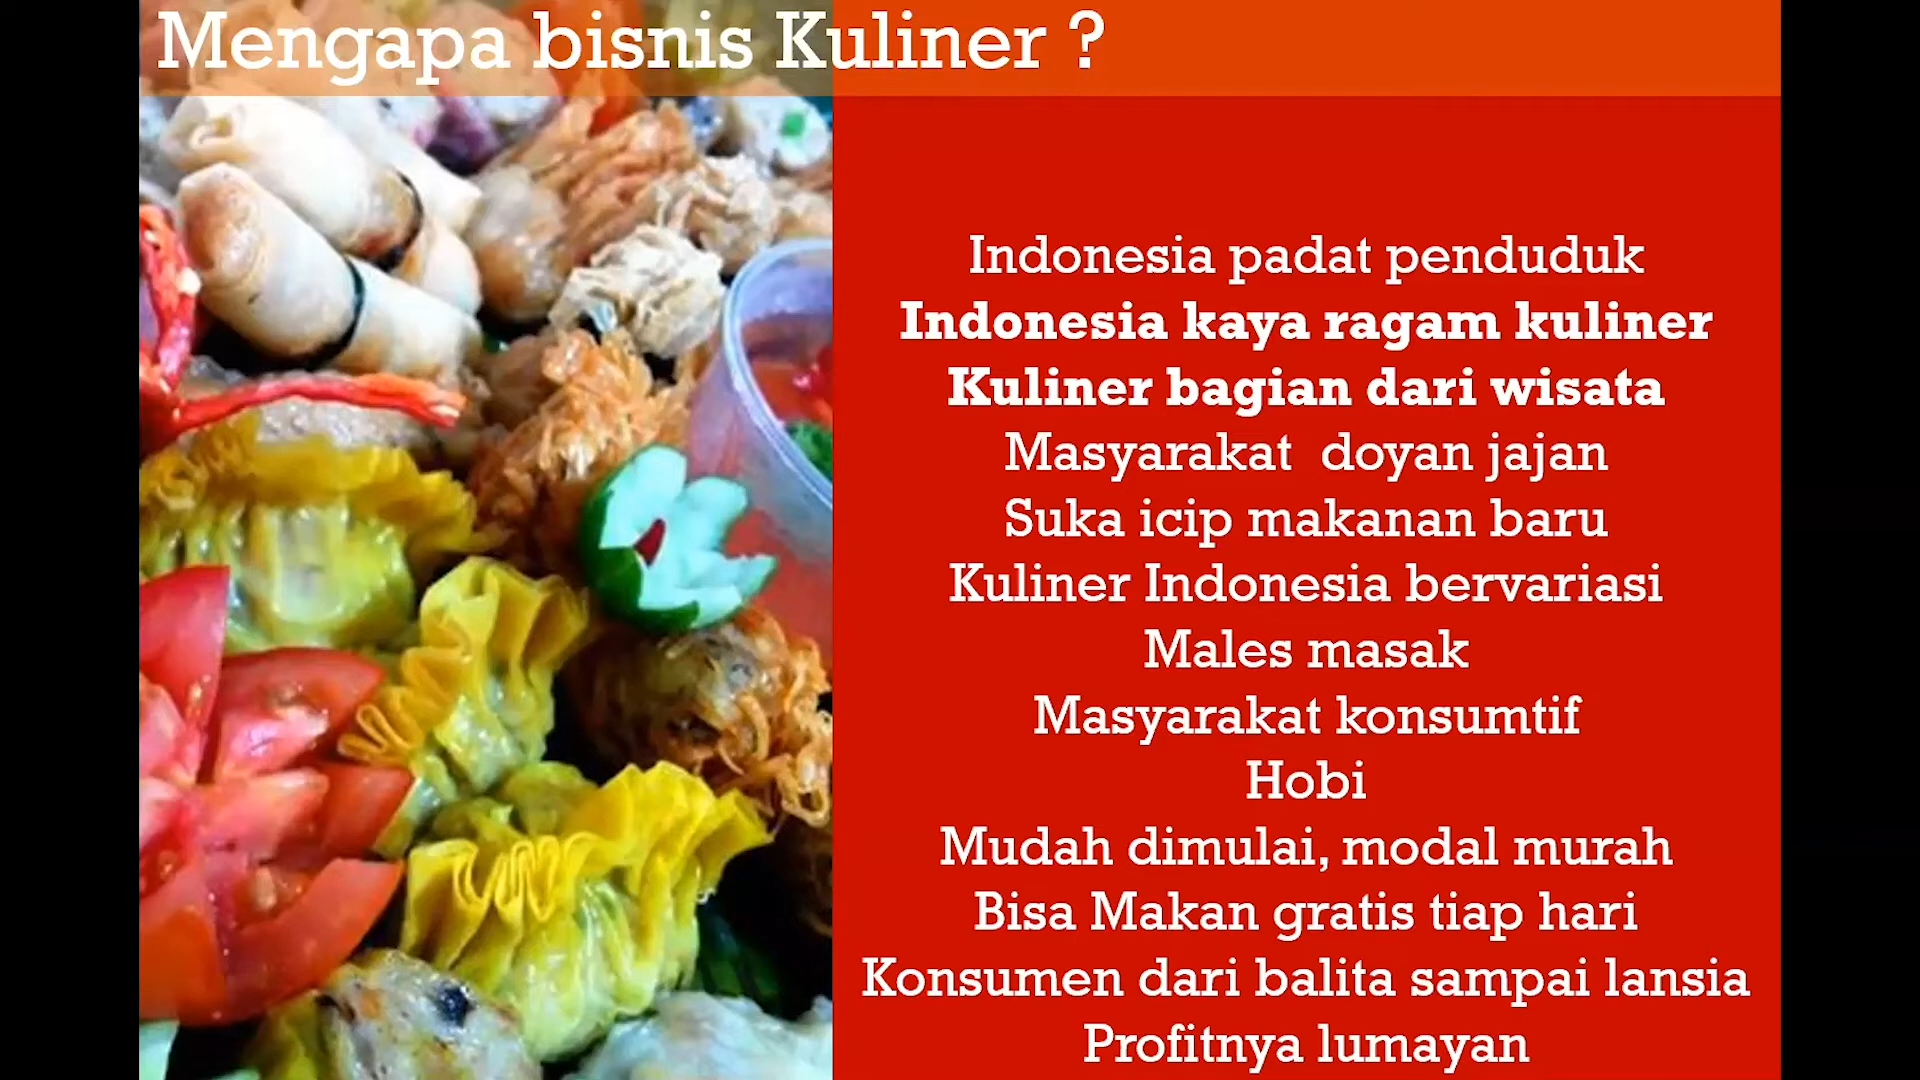 Mengapa bisnis Kuliner ?
Indonesia padat penduduk
Indonesia kaya ragam kuliner
Kuliner bagian dari wisata
Masyarakat  doyan jajan
Suka icip makanan baru
Kuliner Indonesia bervariasi
Males masak
Masyarakat konsumtif
Hobi
Mudah dimulai, modal murah
Bisa Makan gratis tiap hari
Konsumen dari balita sampai lansia
Profitnya lumayan